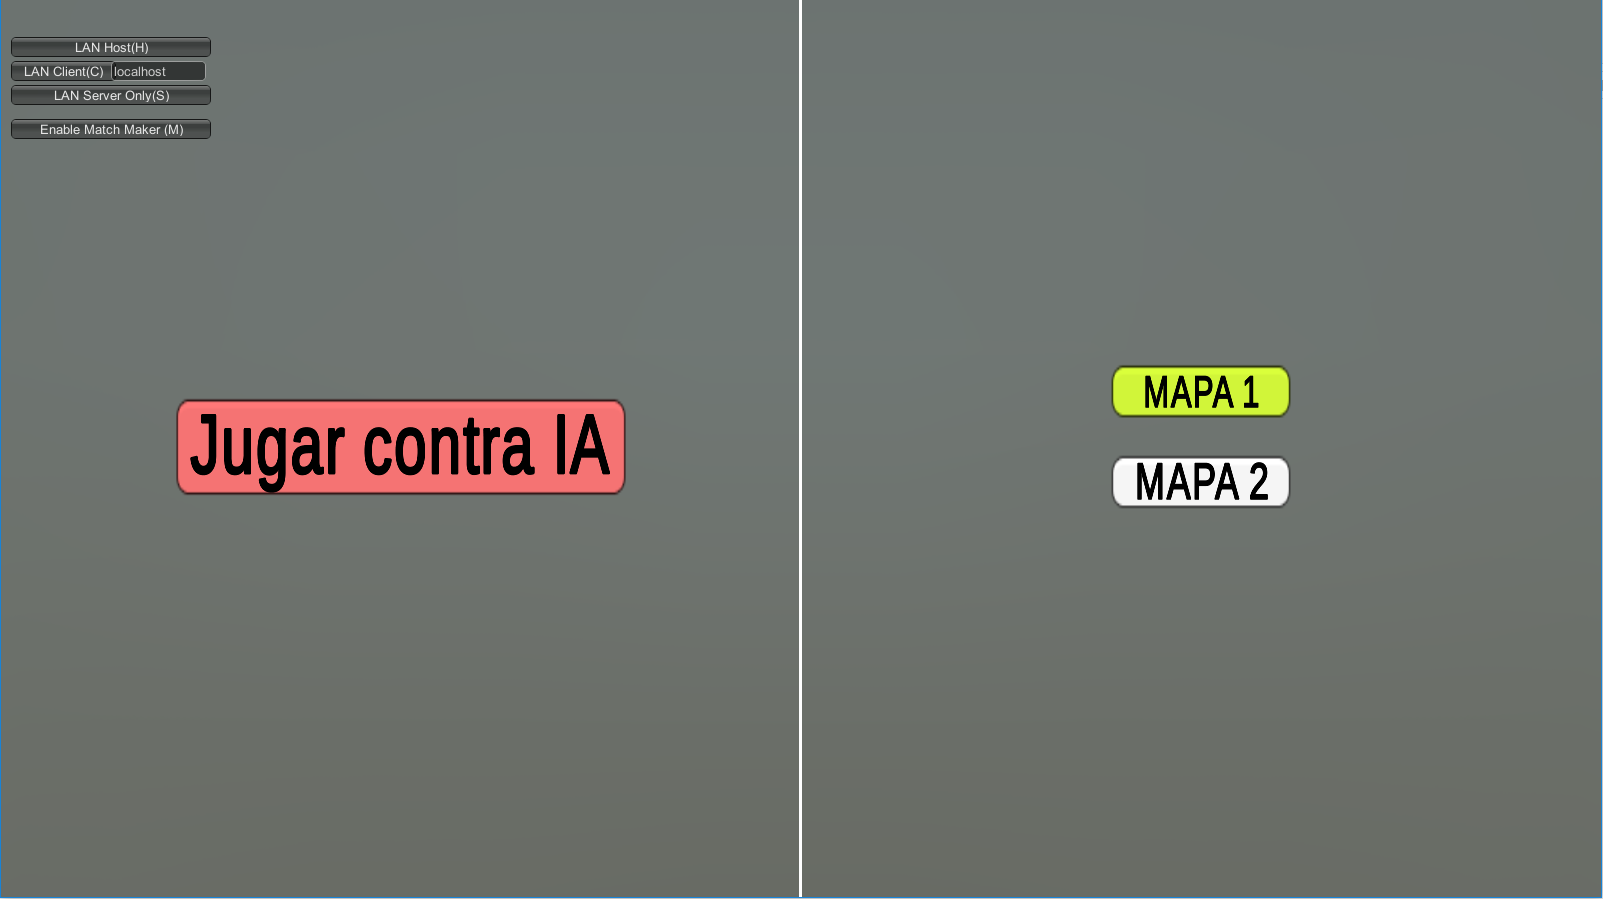 LAN Host(H)
LAN Client(C) localhost
LAN Server Only(S)
Enable Match Maker (M)
Jugar contra IA
MAPA 1
MAPA 2